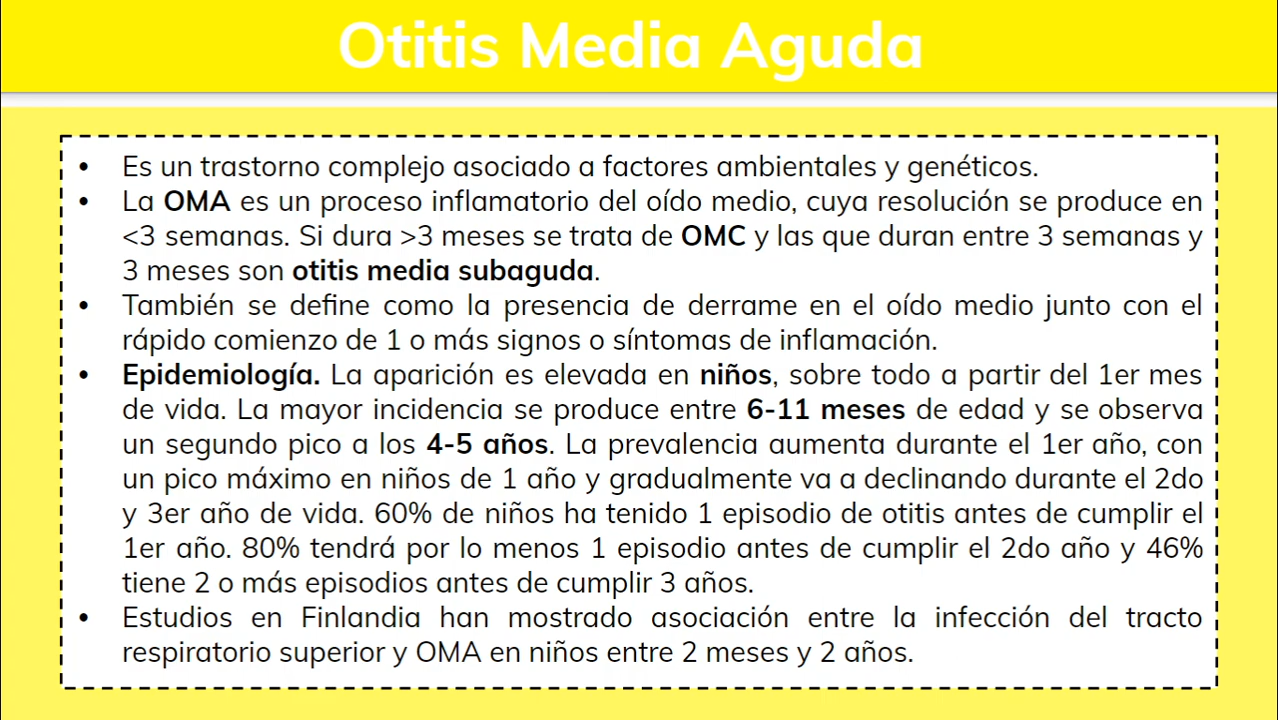 Otitis Media Aguda
• Es un trastorno complejo asociado a factores ambientales y genéticos.
• La OMA es un proceso inflamatorio del oído medio, cuya resolución se produce en
<3 semanas. Si dura >3 meses se trata de OMC y las que duran entre 3 semanas y
3 meses son otitis media subaguda.
• También se define como la presencia de derrame en el oído medio junto con el
rápido comienzo de 1 o más signos o síntomas de inflamación.
• Epidemiología. La aparición es elevada en niños, sobre todo a partir del 1er mes
de vida. La mayor incidencia se produce entre 6-11 meses de edad y se observa
un segundo pico a los 4-5 años. La prevalencia aumenta durante el 1er año, con
un pico máximo en niños de 1 año y gradualmente va a declinando durante el 2do
y 3er año de vida. 60% de niños ha tenido 1 episodio de otitis antes de cumplir el
1er año. 80% tendrá por lo menos 1 episodio antes de cumplir el 2do año y 46%
tiene 2 o más episodios antes de cumplir 3 años.
• Estudios en Finlandia han mostrado asociación entre la infección del tracto
respiratorio superior y OMA en niños entre 2 meses y 2 años.